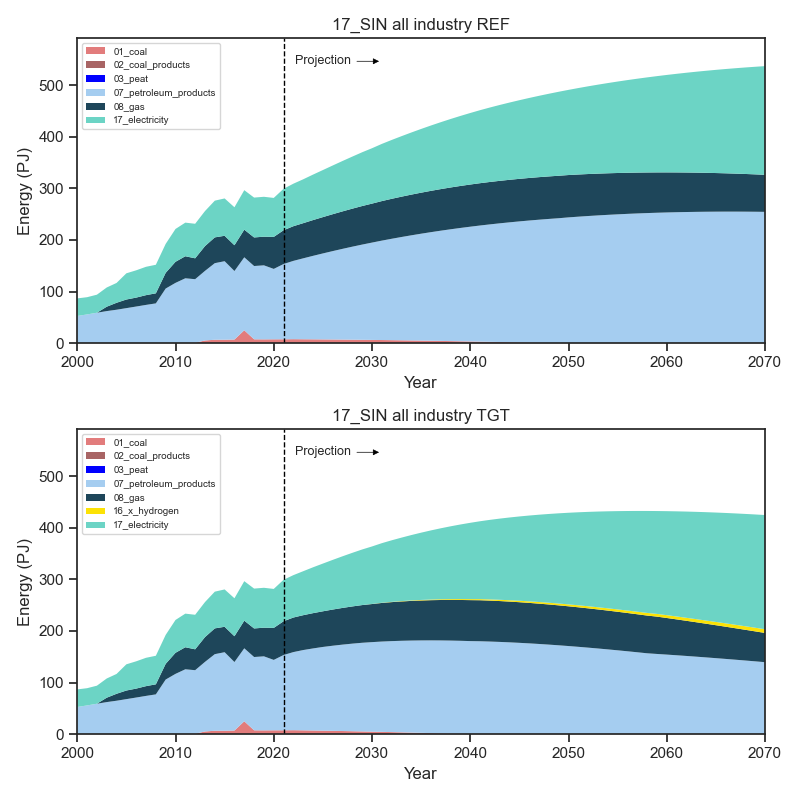 17_SIN all industry REF
01_coal
02_coal_products
03_peat
07_petroleum_products
08_gas
17_electricity
Projection
Energy (PJ)
500
400
300
200
100
0
2000 2010 2020 2030 2040 2050 2060 2070
Year
17_SIN all industry TGT
01_coal
02_coal_products
03_peat
07_petroleum_products
08_gas
16_x_hydrogen
17_electricity
Projection
Energy (PJ)
500
400
300
200
100
0
2000 2010 2020 2030 2040 2050 2060 2070
Year